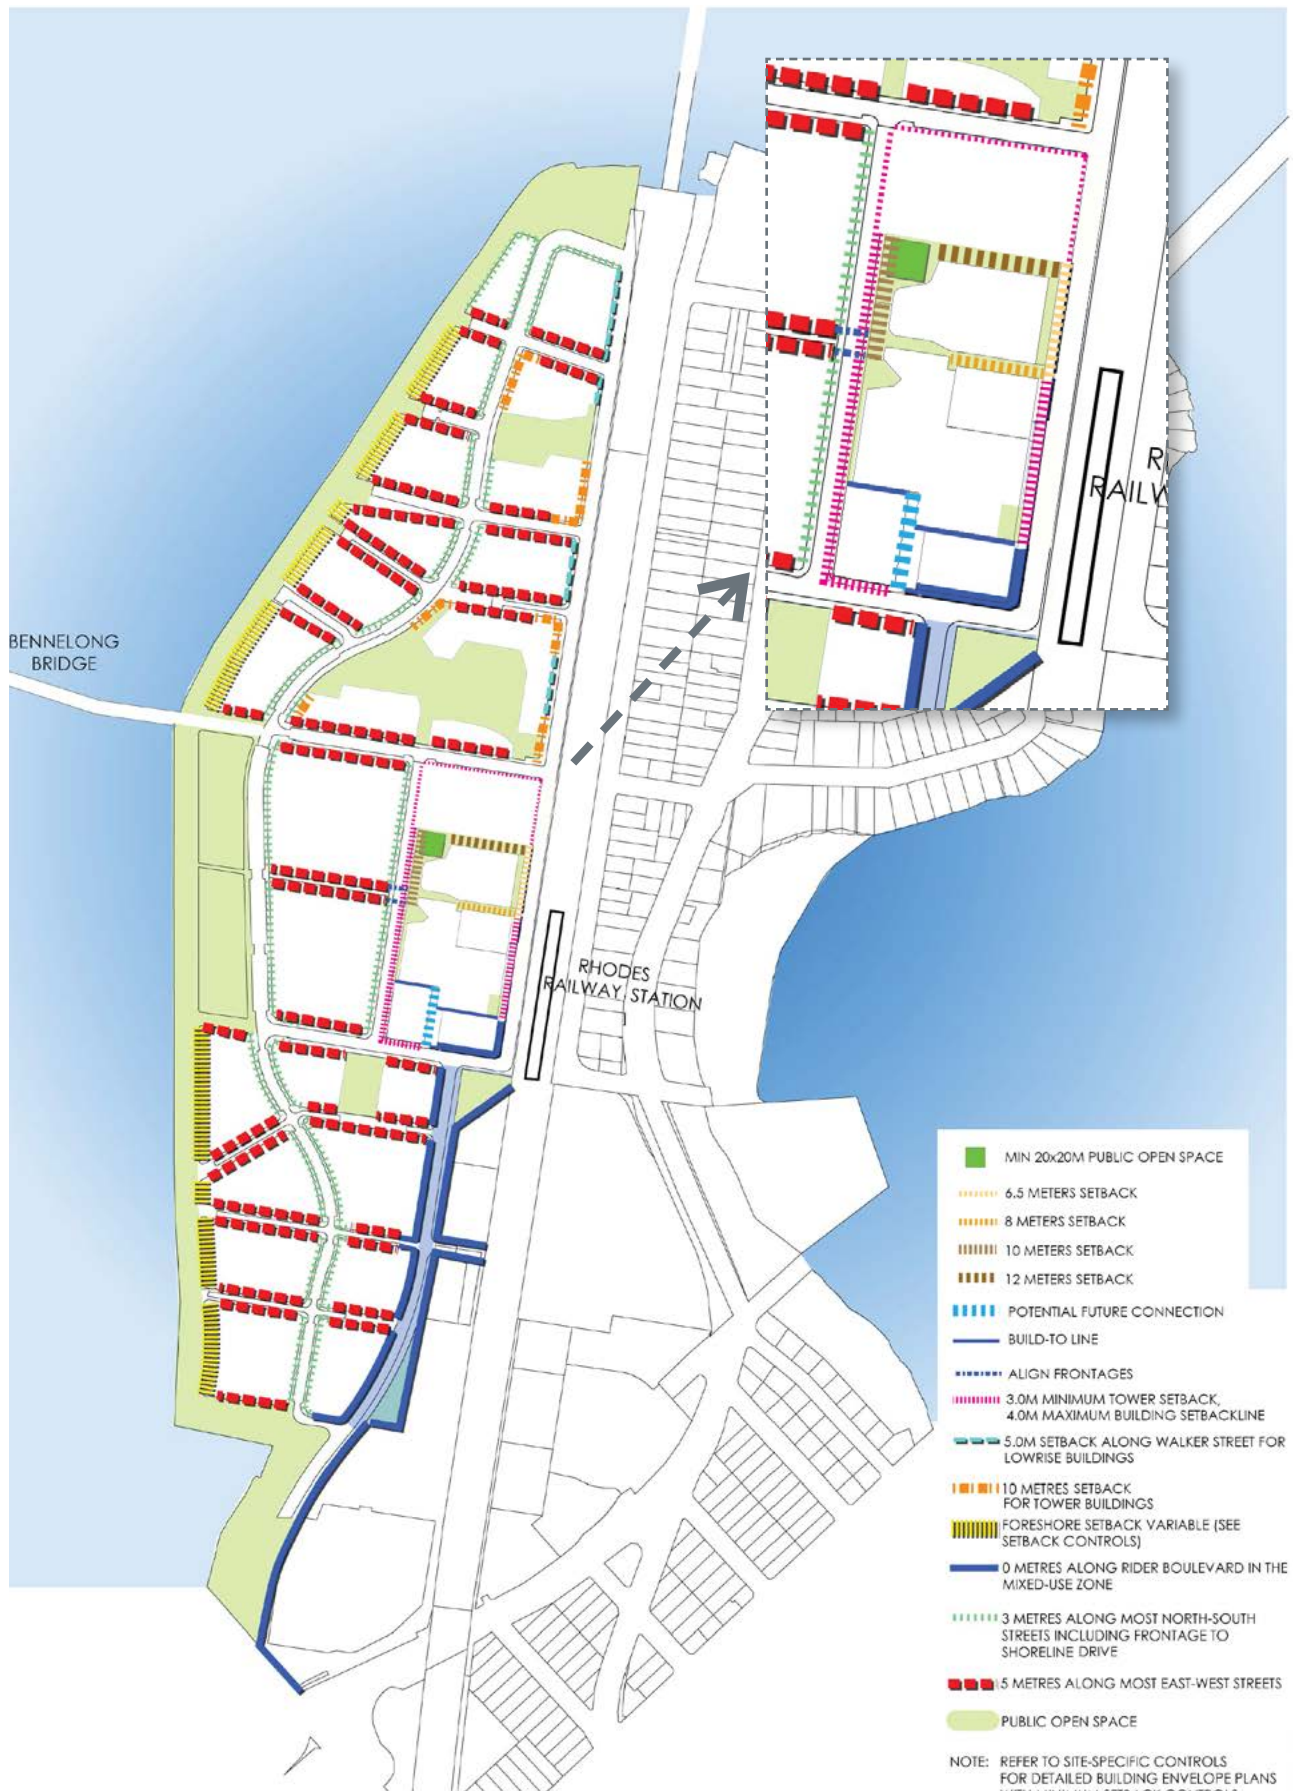 BENNELONG
BRIDGE
RAILW
RHODES
RAILWAY STATION
MIN 20x20M PUBLIC OPEN SPACE
6.5 METERS SETBACK
8 METERS SETBACK
10 METERS SETBACK
12 METERS SETBACK
POTENTIAL FUTURE CONNECTION
BUILD-TO LINE
ALIGN FRONTAGES
3.0M MINIMUM TOWER SETBACK,
4.0M MAXIMUM BUILDING SETBACKLINE
5.0M SETBACK ALONG WALKER STREET FOR
LOWRISE BUILDINGS
10 METRES SETBACK
FOR TOWER BUILDINGS
FORESHORE SETBACK VARIABLE (SEE
SETBACK CONTROLS)
0 METRES ALONG RIDER BOULEVARD IN THE
MIXED-USE ZONE
3 METRES ALONG MOST NORTH-SOUTH
STREETS INCLUDING FRONTAGE TO
SHORELINE DRIVE
5 METRES ALONG MOST EAST-WEST STREETS
PUBLIC OPEN SPACE
NOTE: REFER TO SITE-SPECIFIC CONTROLS
FOR DETAILED BUILDING ENVELOPE PLANS